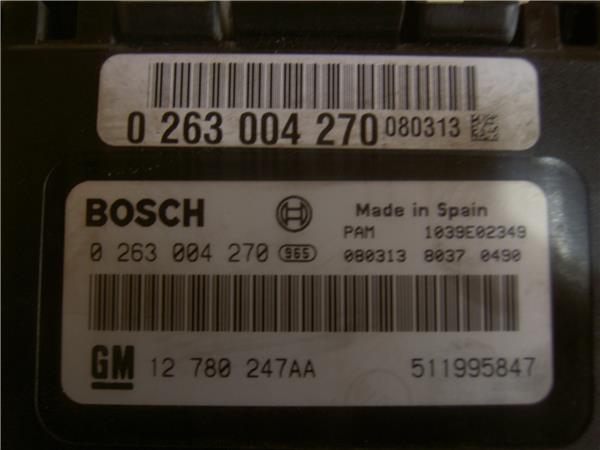 0 263 004 270 080313
BOSCH Made in Spain
PAM 1039E02349
0 263 004 270 965 080313 8037 0490
GM 12 780 247AA 511995847